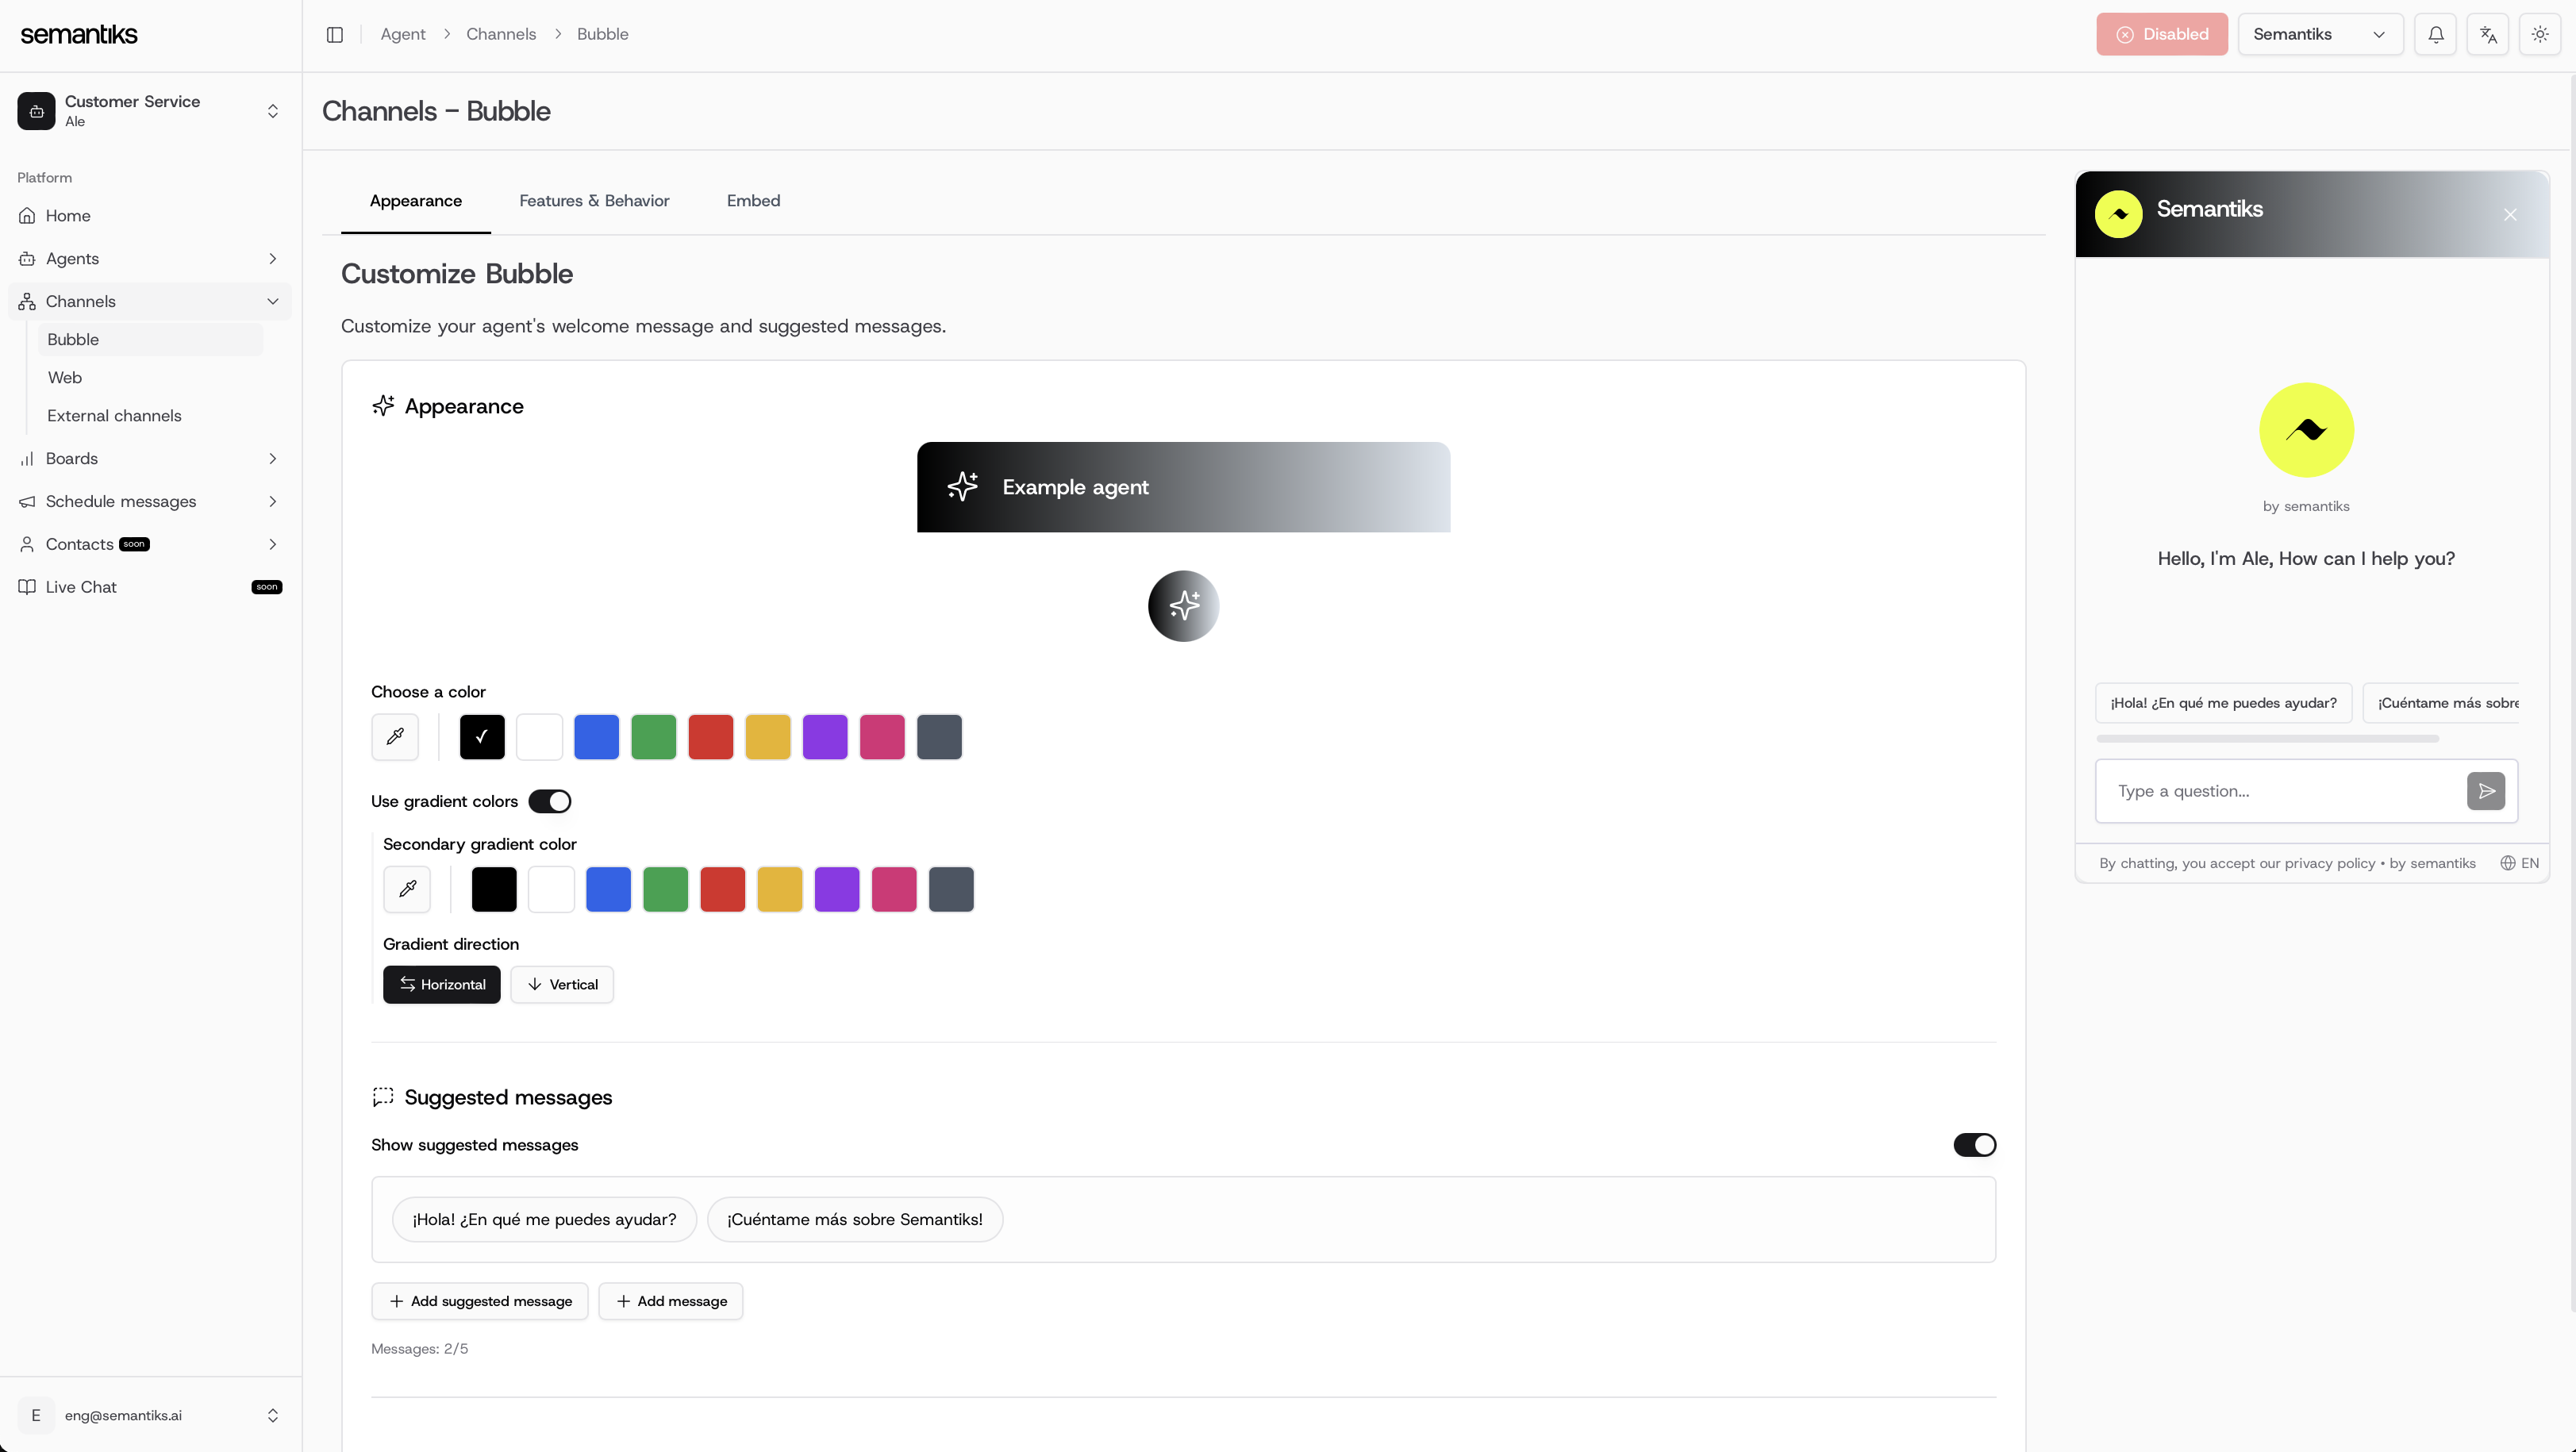 semantiks
Agent > Channels > Bubble
Disabled
Semantiks
Customer Service
Ale
Platform
Home
Agents
Channels
Bubble
Web
External channels
Boards
Schedule messages
Contacts soon
Live Chat soon
eng@semantiks.ai
E
Channels - Bubble
Appearance
Features & Behavior
Embed
Customize Bubble
Customize your agent's welcome message and suggested messages.
Appearance
Example agent
Choose a color
Use gradient colors
Secondary gradient color
Gradient direction
Horizontal
Vertical
Suggested messages
Show suggested messages
¡Hola! ¿En qué me puedes ayudar?
¡Cuéntame más sobre Semantiks!
Add suggested message
Add message
Messages: 2/5
Semantiks
by semantiks
Hello, I'm Ale, How can I help you?
¡Hola! ¿En qué me puedes ayudar?
¡Cuéntame más sobre
Type a question...
By chatting, you accept our privacy policy • by semantiks
EN